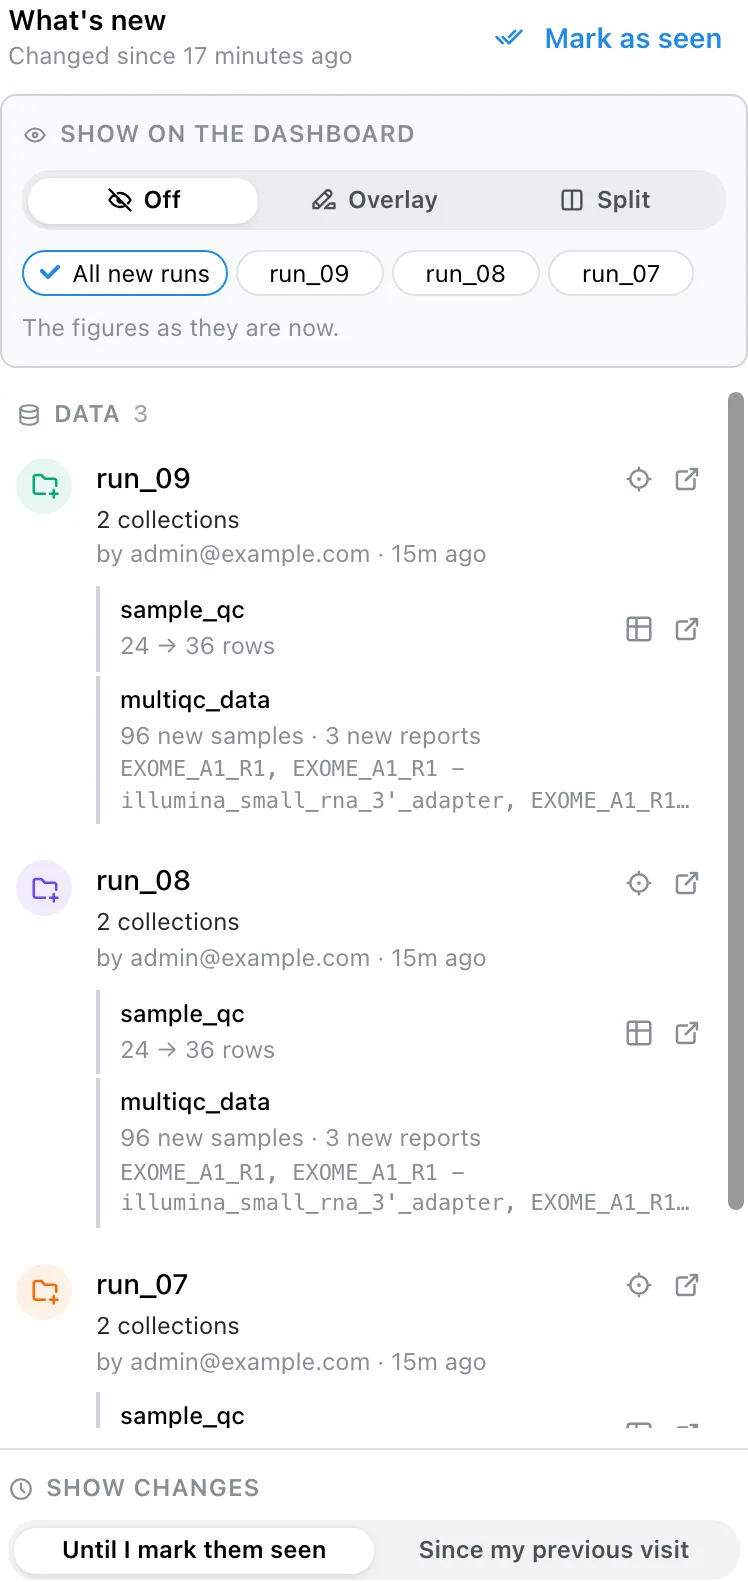 What's new
Changed since 17 minutes ago
Mark as seen
SHOW ON THE DASHBOARD
Off
Overlay
Split
All new runs
run_09
run_08
run_07
The figures as they are now.
DATA 3
run_09
2 collections
by admin@example.com · 15m ago
sample_qc
24 → 36 rows
multiqc_data
96 new samples · 3 new reports
EXOME_A1_R1, EXOME_A1_R1 –
illumina_small_rna_3'_adapter, EXOME_A1_R1…
run_08
2 collections
by admin@example.com · 15m ago
sample_qc
24 → 36 rows
multiqc_data
96 new samples · 3 new reports
EXOME_A1_R1, EXOME_A1_R1 –
illumina_small_rna_3'_adapter, EXOME_A1_R1…
run_07
2 collections
by admin@example.com · 15m ago
sample_qc
SHOW CHANGES
Until I mark them seen
Since my previous visit